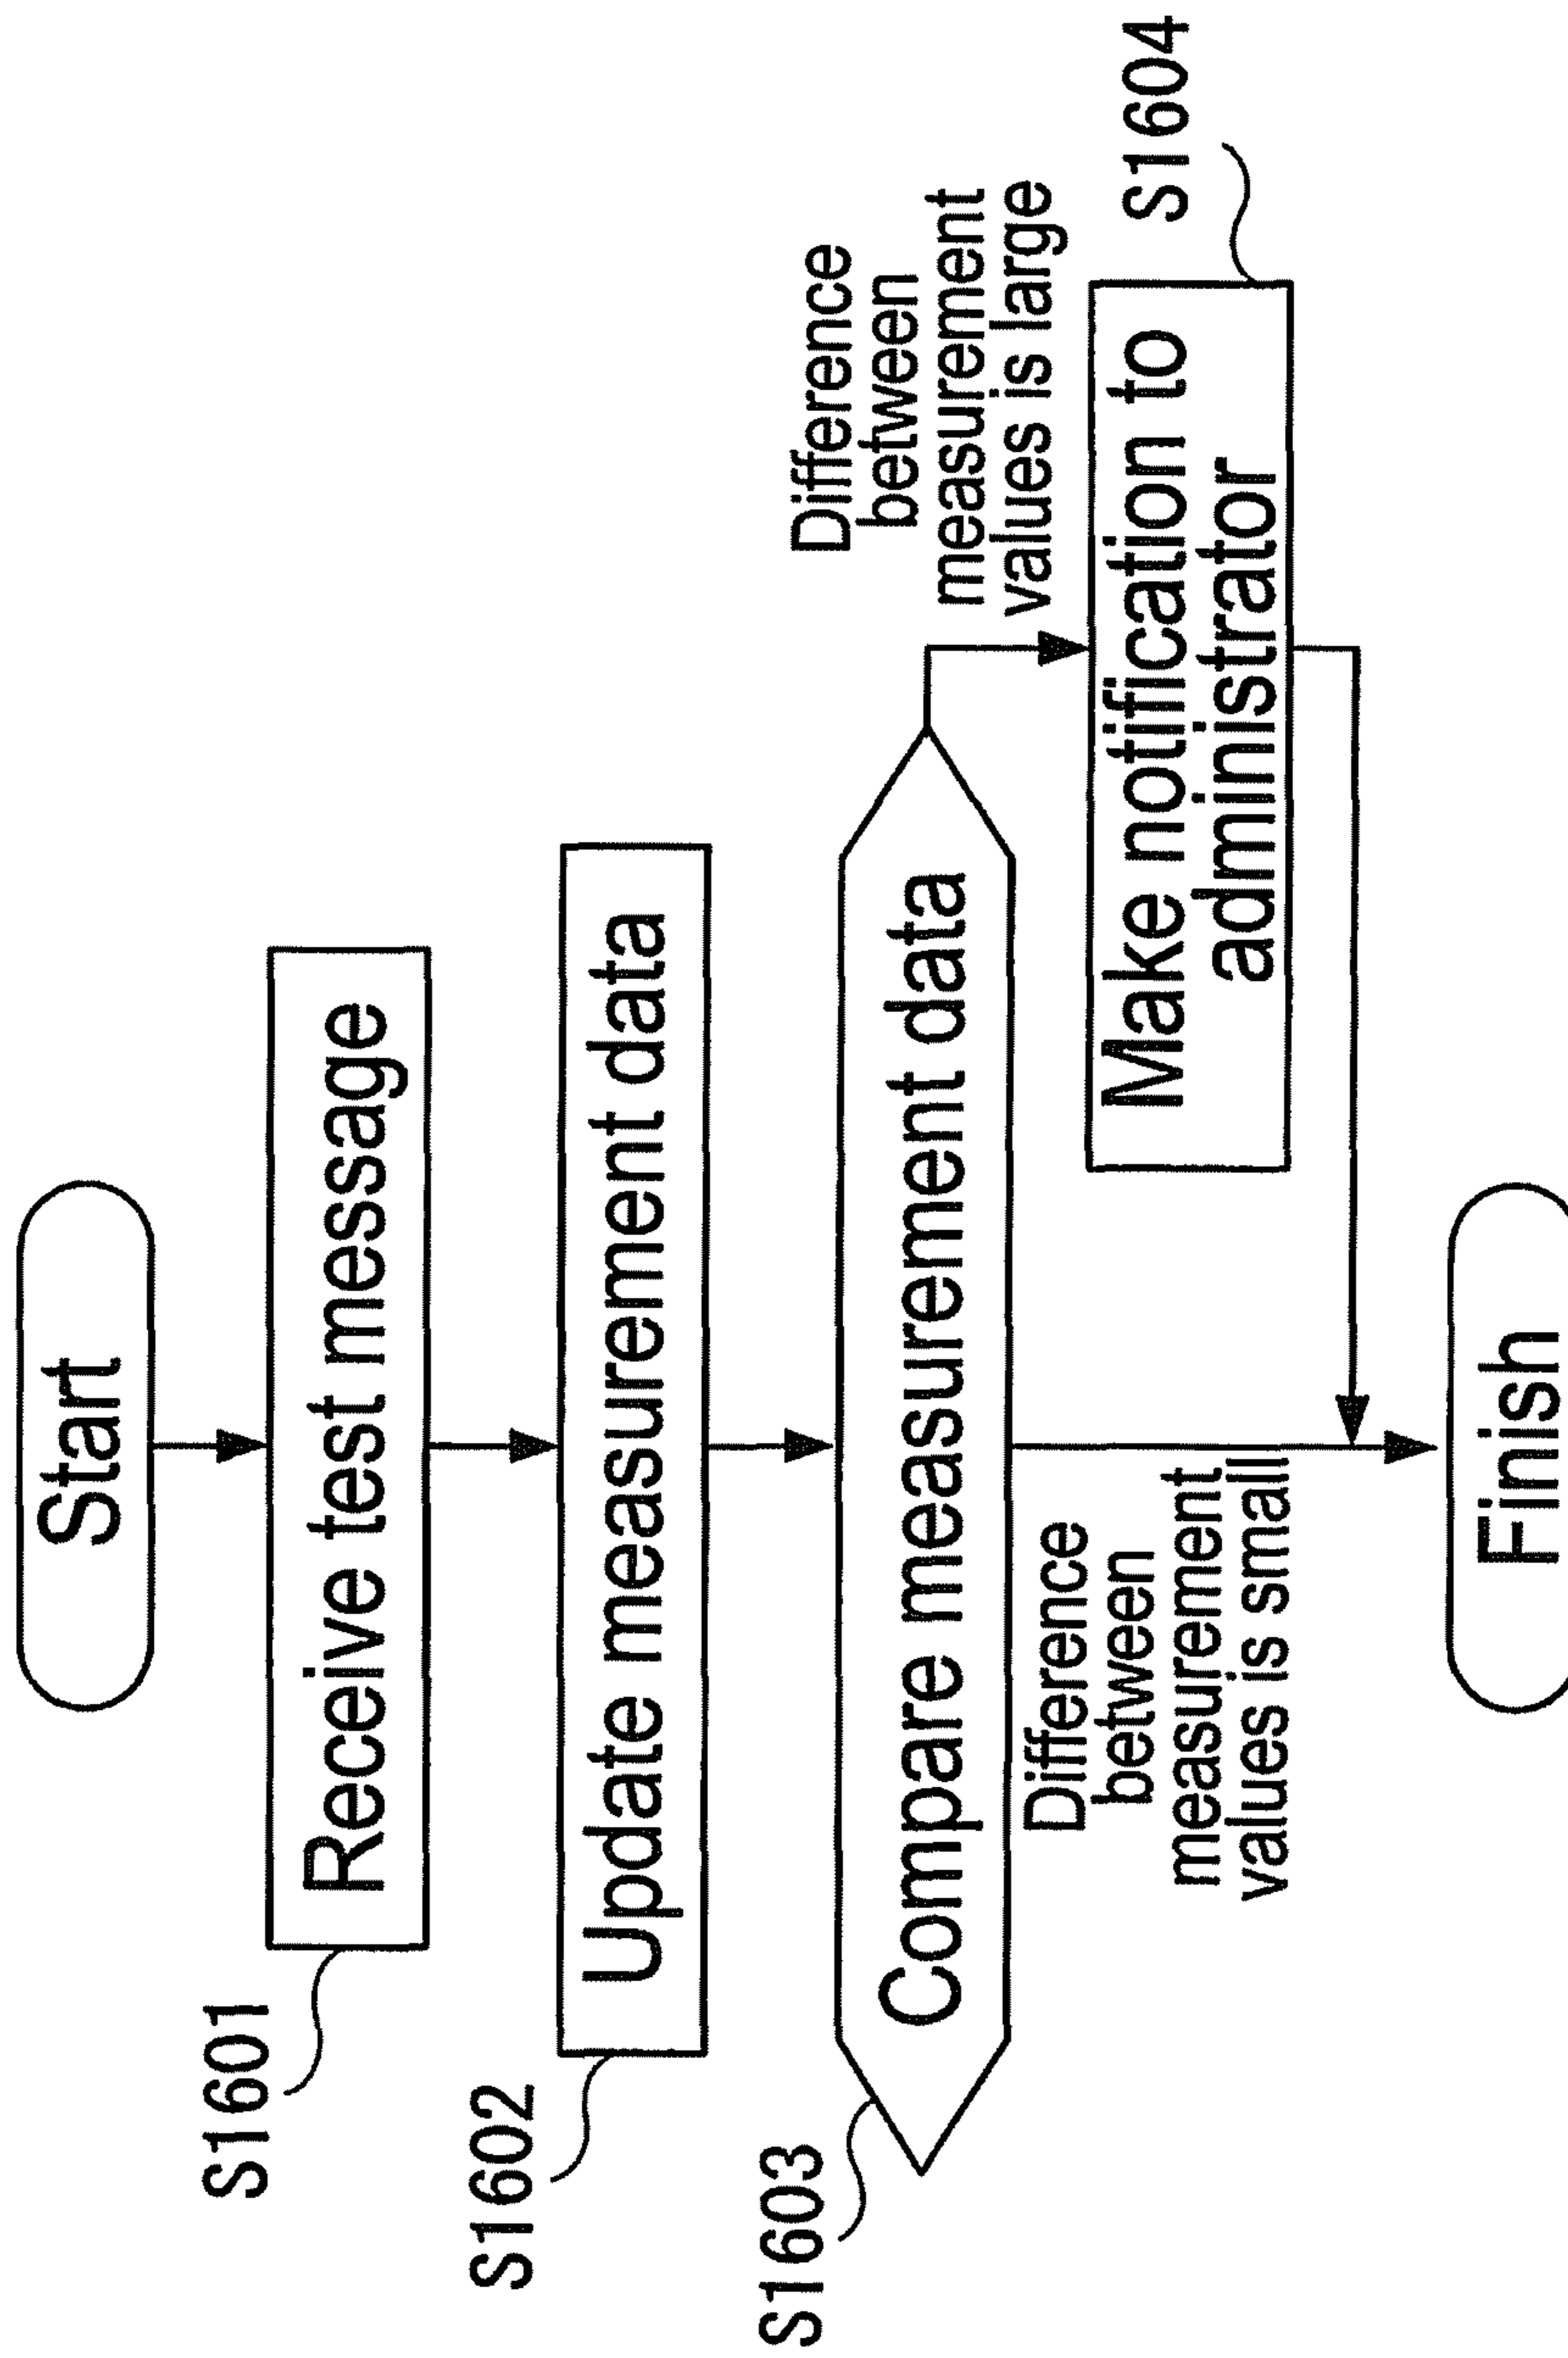 Start
S1601
Receive test message
S1602
Update measurement data
S1603
Compare measurement data
Difference
between
measurement
values is large
S1604
Make notification to
administrator
Difference
between
measurement
values is small
Finish